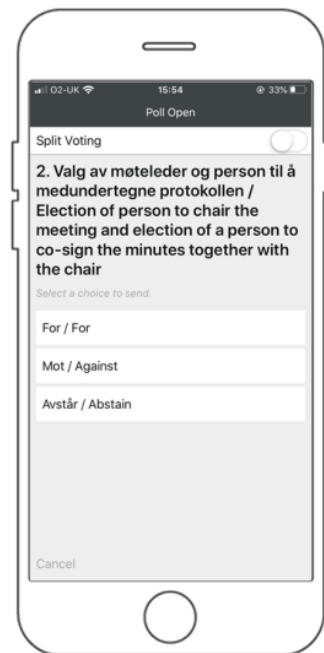 O2-UK 15:54 33%
Poll Open
Split Voting
2. Valg av møteleder og person til å
medundertegne protokollen /
Election of person to chair the
meeting and election of a person to
co-sign the minutes together with
the chair
Select a choice to send.
For / For
Mot / Against
Avstår / Abstain
Cancel